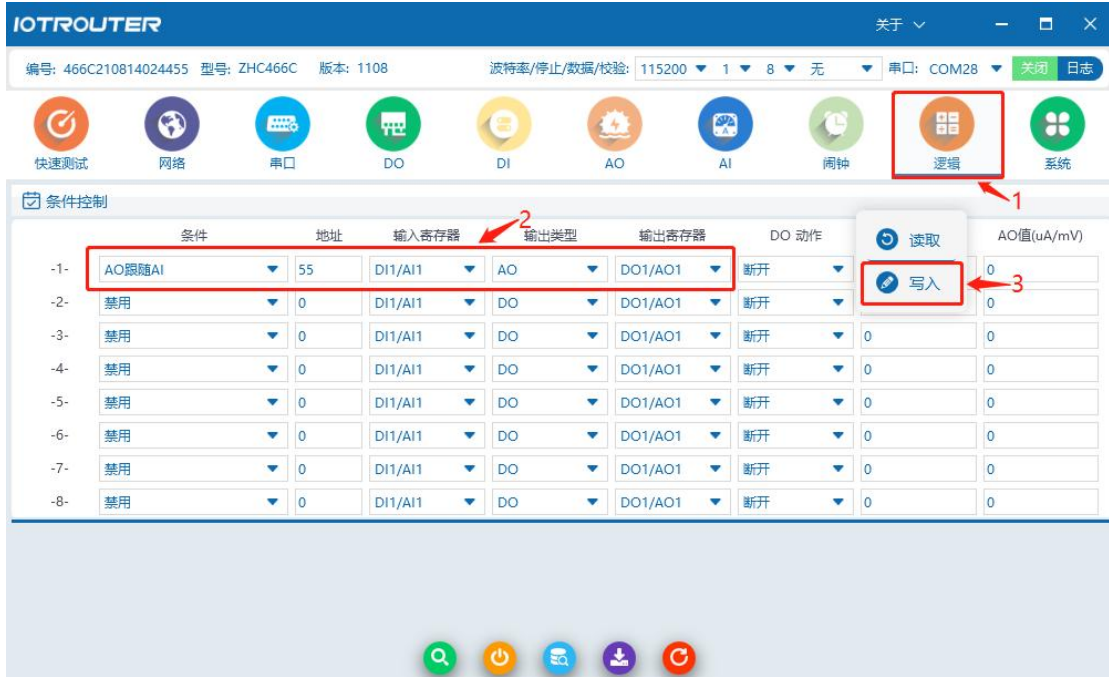 IOTROUTER 关于
编号: 466C210814024455 型号: ZHC466C 版本: 1108 波特率/停止/数据/校验: 115200 1 8 无 串口: COM28 关闭 日志
快速测试 网络 串口 DO DI AO AI 闹钟 逻辑 系统
1
条件控制
2
条件 地址 输入寄存器 输出类型 输出寄存器 DO 动作 读取 AO值(uA/mV)
-1- AO跟随AI 55 DI1/AI1 AO DO1/AO1 断开 0
写入 3
-2- 禁用 0 DI1/AI1 DO DO1/AO1 断开 0
-3- 禁用 0 DI1/AI1 DO DO1/AO1 断开 0 0
-4- 禁用 0 DI1/AI1 DO DO1/AO1 断开 0 0
-5- 禁用 0 DI1/AI1 DO DO1/AO1 断开 0 0
-6- 禁用 0 DI1/AI1 DO DO1/AO1 断开 0 0
-7- 禁用 0 DI1/AI1 DO DO1/AO1 断开 0 0
-8- 禁用 0 DI1/AI1 DO DO1/AO1 断开 0 0